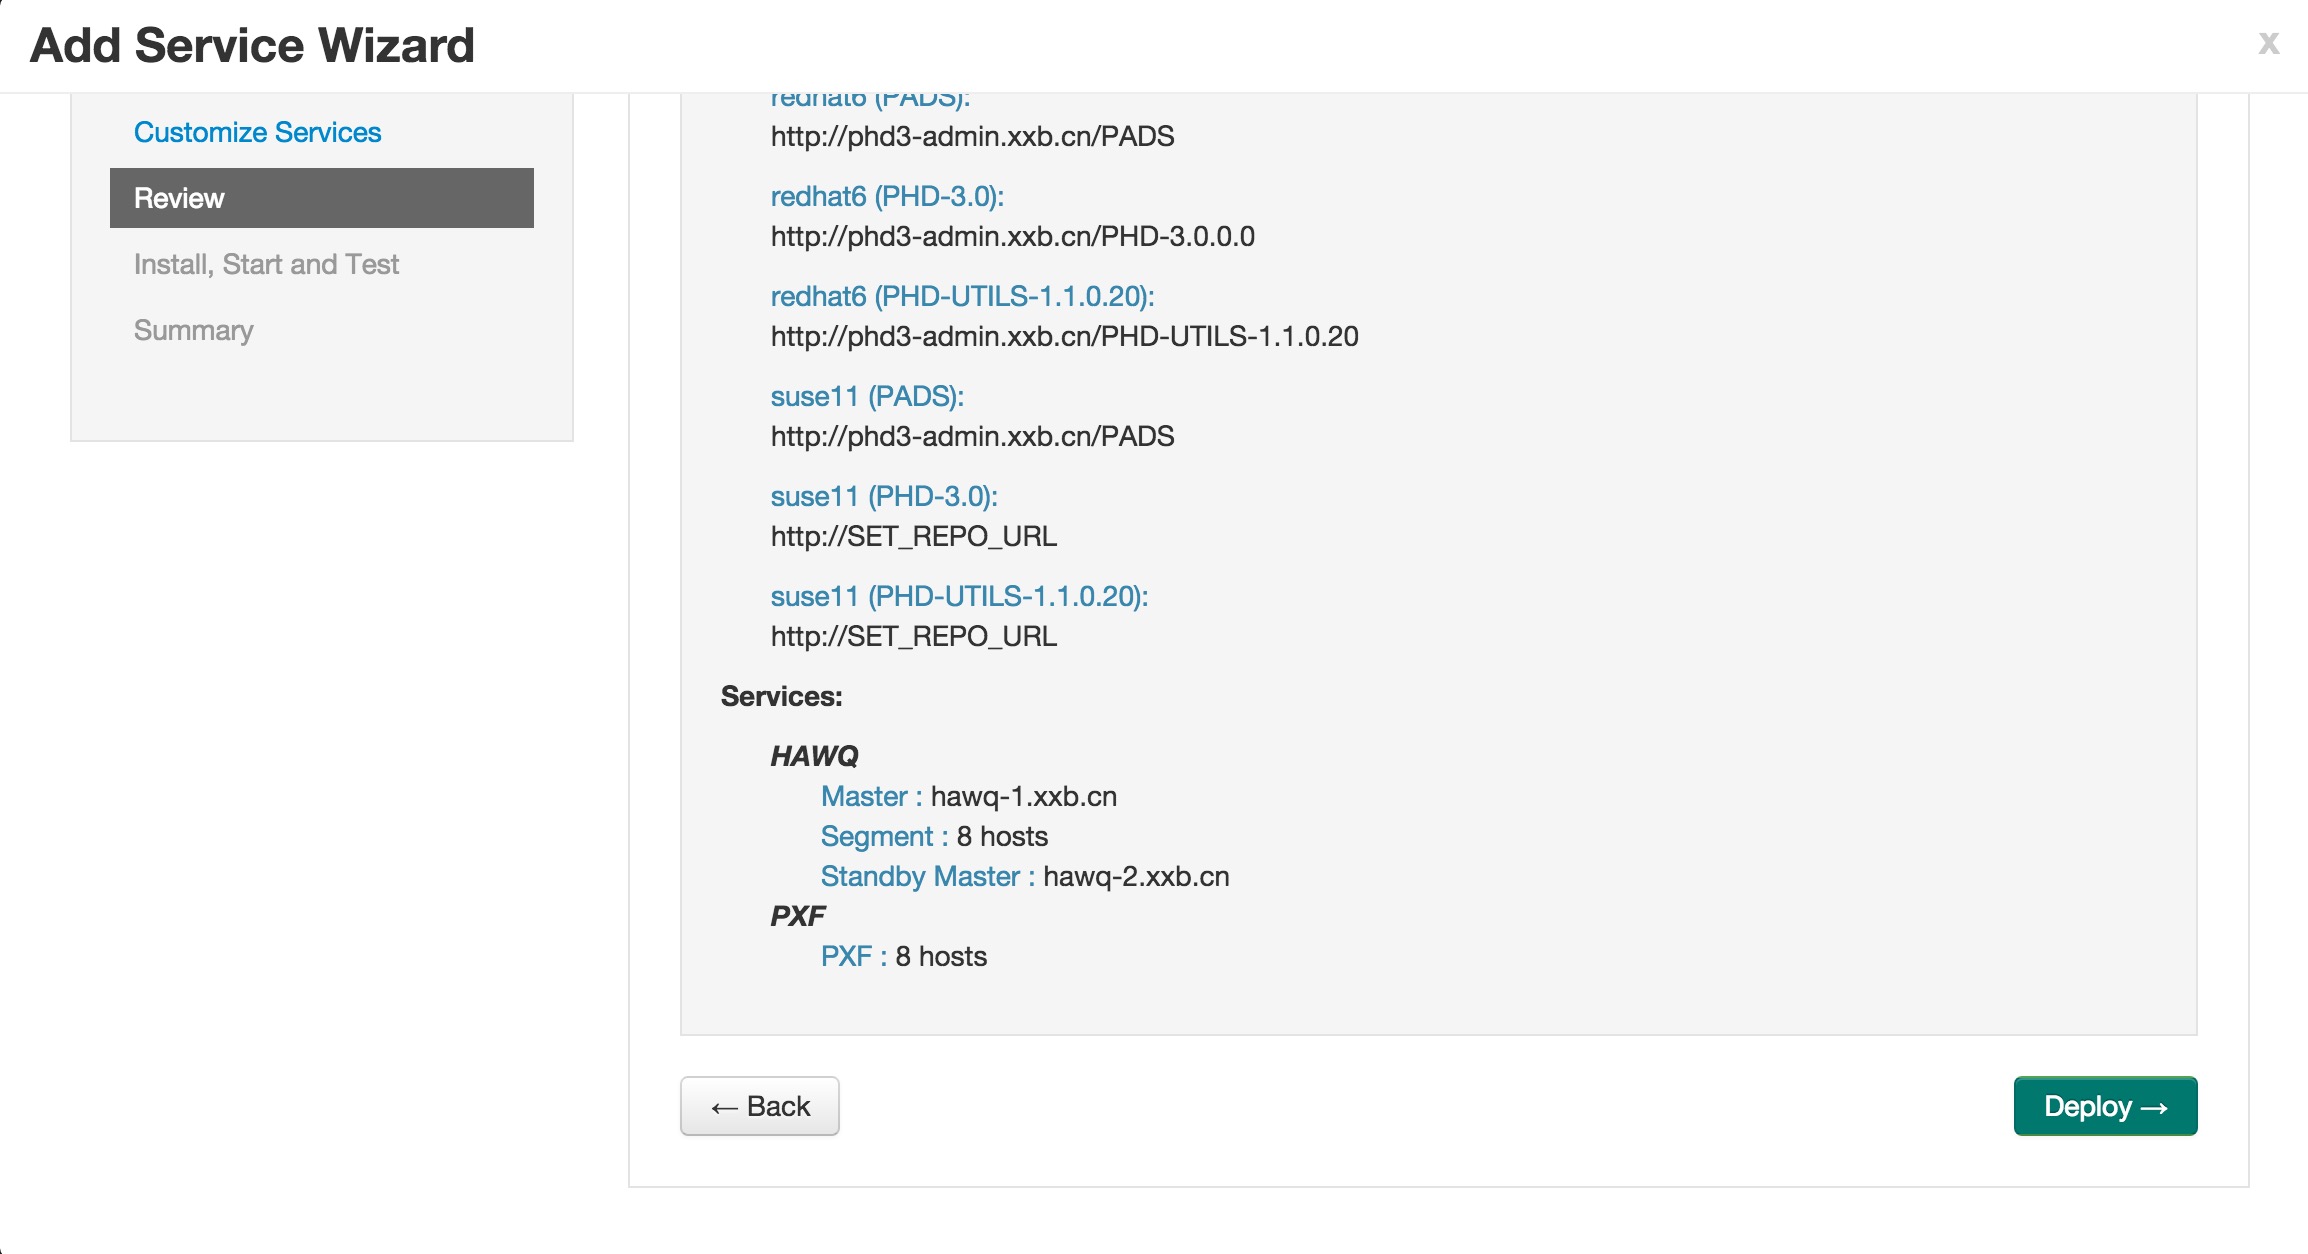 Add Service Wizard
x
Customize Services
Review
Install, Start and Test
Summary
redhat6 (PADS):
http://phd3-admin.xxb.cn/PADS
redhat6 (PHD-3.0):
http://phd3-admin.xxb.cn/PHD-3.0.0.0
redhat6 (PHD-UTILS-1.1.0.20):
http://phd3-admin.xxb.cn/PHD-UTILS-1.1.0.20
suse11 (PADS):
http://phd3-admin.xxb.cn/PADS
suse11 (PHD-3.0):
http://SET_REPO_URL
suse11 (PHD-UTILS-1.1.0.20):
http://SET_REPO_URL
Services:
HAWQ
Master : hawq-1.xxb.cn
Segment : 8 hosts
Standby Master : hawq-2.xxb.cn
PXF
PXF : 8 hosts
← Back
Deploy →